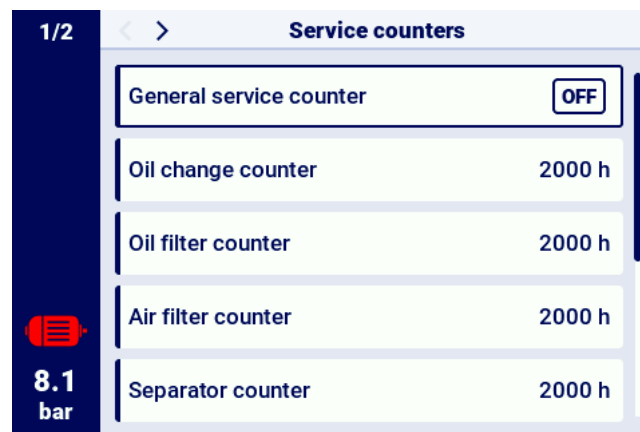 1/2
Service counters
General service counter OFF
Oil change counter 2000 h
Oil filter counter 2000 h
Air filter counter 2000 h
Separator counter 2000 h
8.1
bar